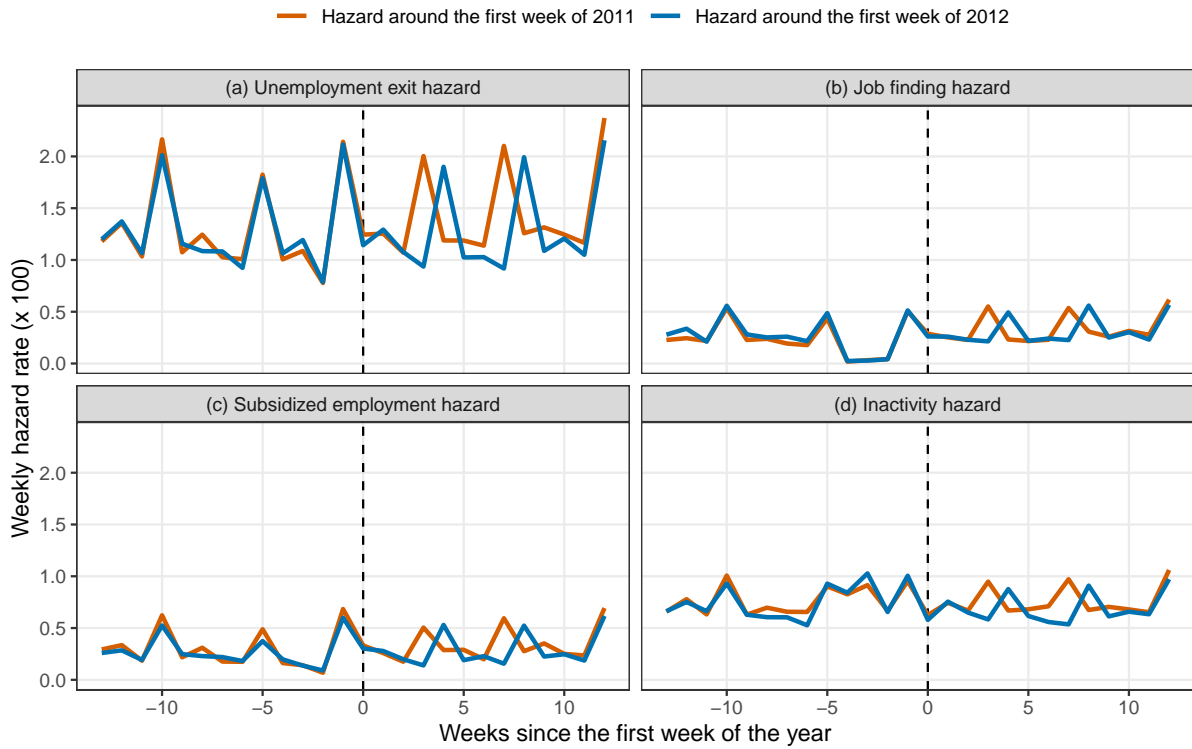 Hazard around the first week of 2011 Hazard around the first week of 2012
(a) Unemployment exit hazard
(b) Job finding hazard
2.0
1.5
1.0
0.5
0.0
(c) Subsidized employment hazard
(d) Inactivity hazard
2.0
1.5
1.0
0.5
0.0
Weekly hazard rate (x 100)
−10 −5 0 5 10
−10 −5 0 5 10
Weeks since the first week of the year